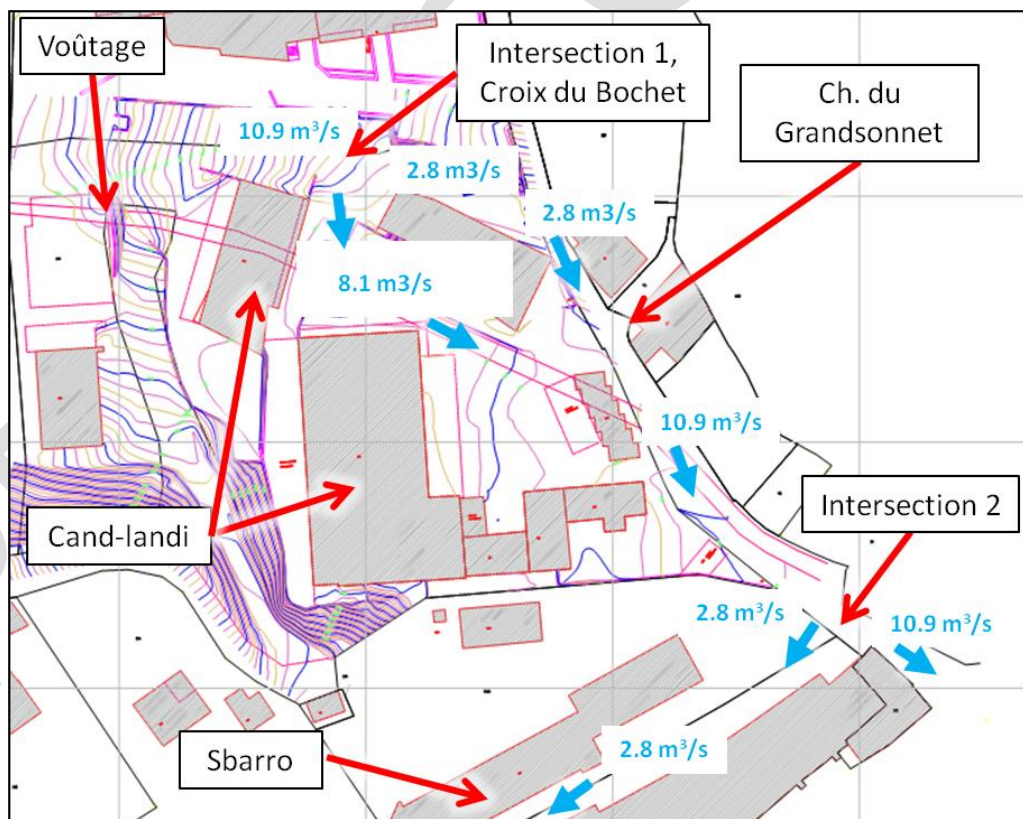 Voûtage
Intersection 1,
Croix du Bochet
Ch. du
Grandsonnet
10.9 m³/s
2.8 m3/s
2.8 m3/s
8.1 m3/s
10.9 m³/s
Intersection 2
Cand-landi
2.8 m³/s
10.9 m³/s
Sbarro
2.8 m³/s